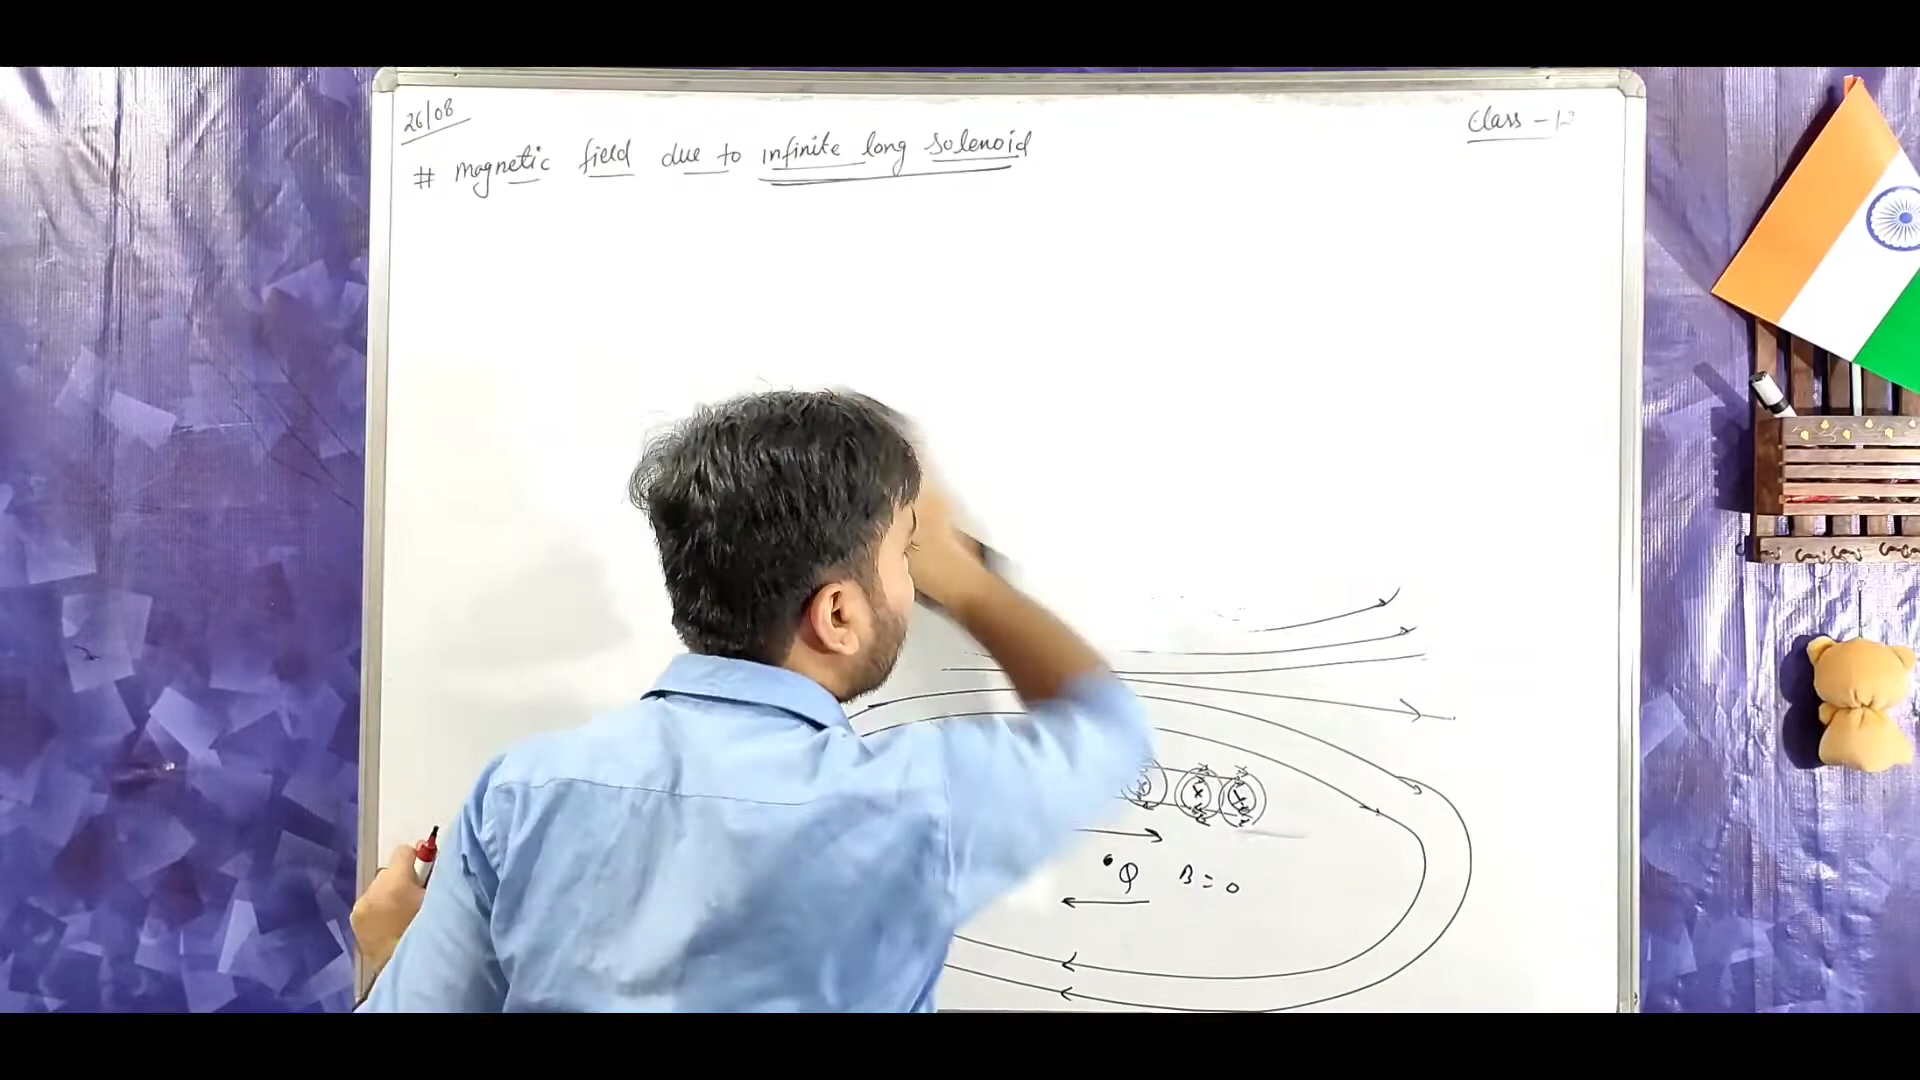 26/08
Class - 12
# magnetic field due to infinite long solenoid
Q B = 0